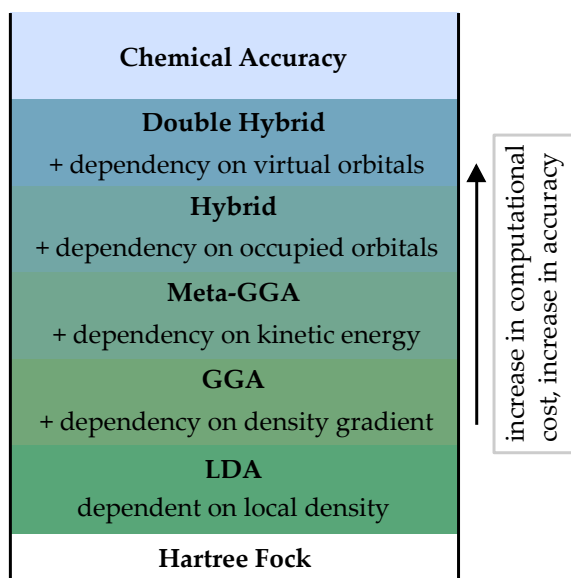 Chemical Accuracy
Double Hybrid
+ dependency on virtual orbitals
Hybrid
+ dependency on occupied orbitals
Meta-GGA
+ dependency on kinetic energy
GGA
+ dependency on density gradient
LDA
dependent on local density
Hartree Fock
increase in computational
cost, increase in accuracy